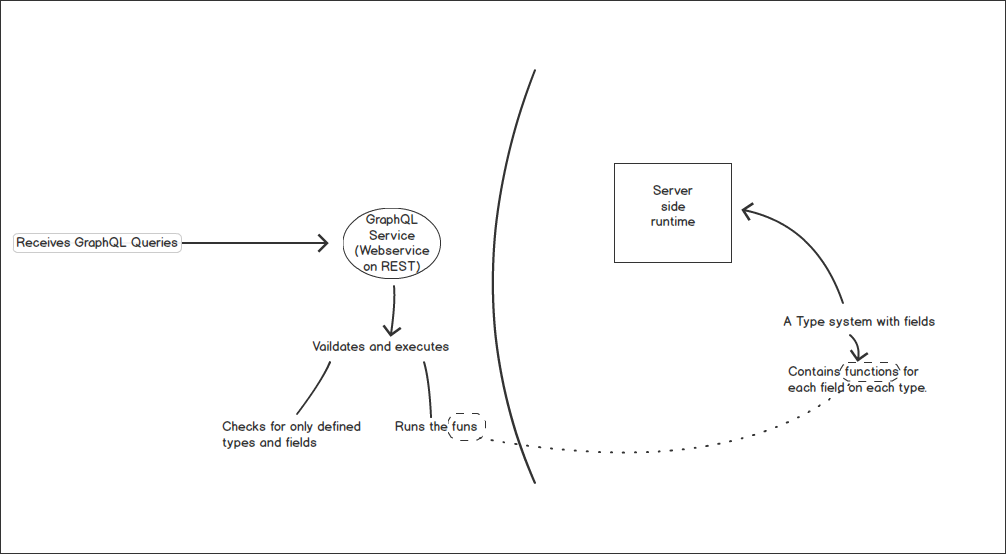 Receives GraphQL Queries
GraphQL
Service
(Webservice
on REST)
Vaildates and executes
Checks for only defined
types and fields
Runs the funs
Server
side
runtime
A Type system with fields
Contains functions for
each field on each type.